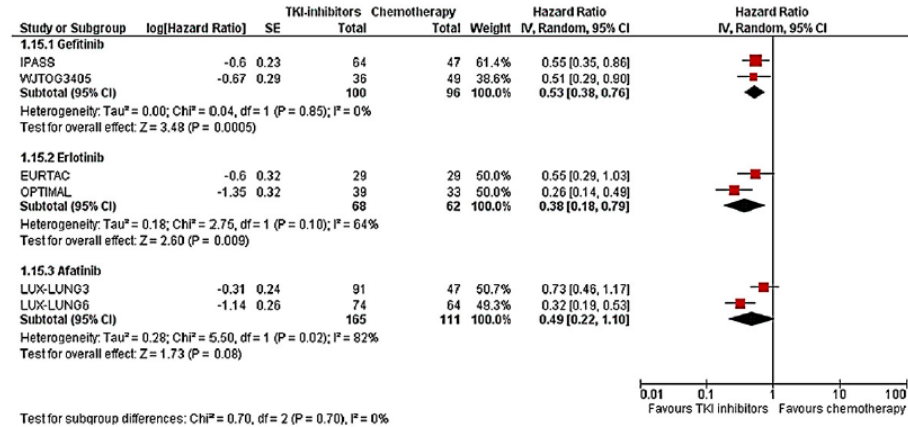 TKI-inhibitors Chemotherapy Hazard Ratio Hazard Ratio
Study or Subgroup log[Hazard Ratio] SE Total Total Weight IV, Random, 95% CI IV, Random, 95% CI
1.15.1 Gefitinib
IPASS -0.6 0.23 64 47 61.4% 0.55 [0.35, 0.86]
WJTOG3405 -0.67 0.29 36 49 38.6% 0.51 [0.29, 0.90]
Subtotal (95% CI) 100 96 100.0% 0.53 [0.38, 0.76]
Heterogeneity: Tau² = 0.00; Chi² = 0.04, df = 1 (P = 0.85); I² = 0%
Test for overall effect: Z = 3.48 (P = 0.0005)
1.15.2 Erlotinib
EURTAC -0.6 0.32 29 29 50.0% 0.55 [0.29, 1.03]
OPTIMAL -1.35 0.32 39 33 50.0% 0.26 [0.14, 0.49]
Subtotal (95% CI) 68 62 100.0% 0.38 [0.18, 0.79]
Heterogeneity: Tau² = 0.18; Chi² = 2.75, df = 1 (P = 0.10); I² = 64%
Test for overall effect: Z = 2.60 (P = 0.009)
1.15.3 Afatinib
LUX-LUNG3 -0.31 0.24 91 47 50.7% 0.73 [0.46, 1.17]
LUX-LUNG6 -1.14 0.26 74 64 49.3% 0.32 [0.19, 0.53]
Subtotal (95% CI) 165 111 100.0% 0.49 [0.22, 1.10]
Heterogeneity: Tau² = 0.28; Chi² = 5.50, df = 1 (P = 0.02); I² = 82%
Test for overall effect: Z = 1.73 (P = 0.08)
0.01 0.1 1 10 100
Favours TKI inhibitors Favours chemotherapy
Test for subgroup differences: Chi² = 0.70, df = 2 (P = 0.70), I² = 0%